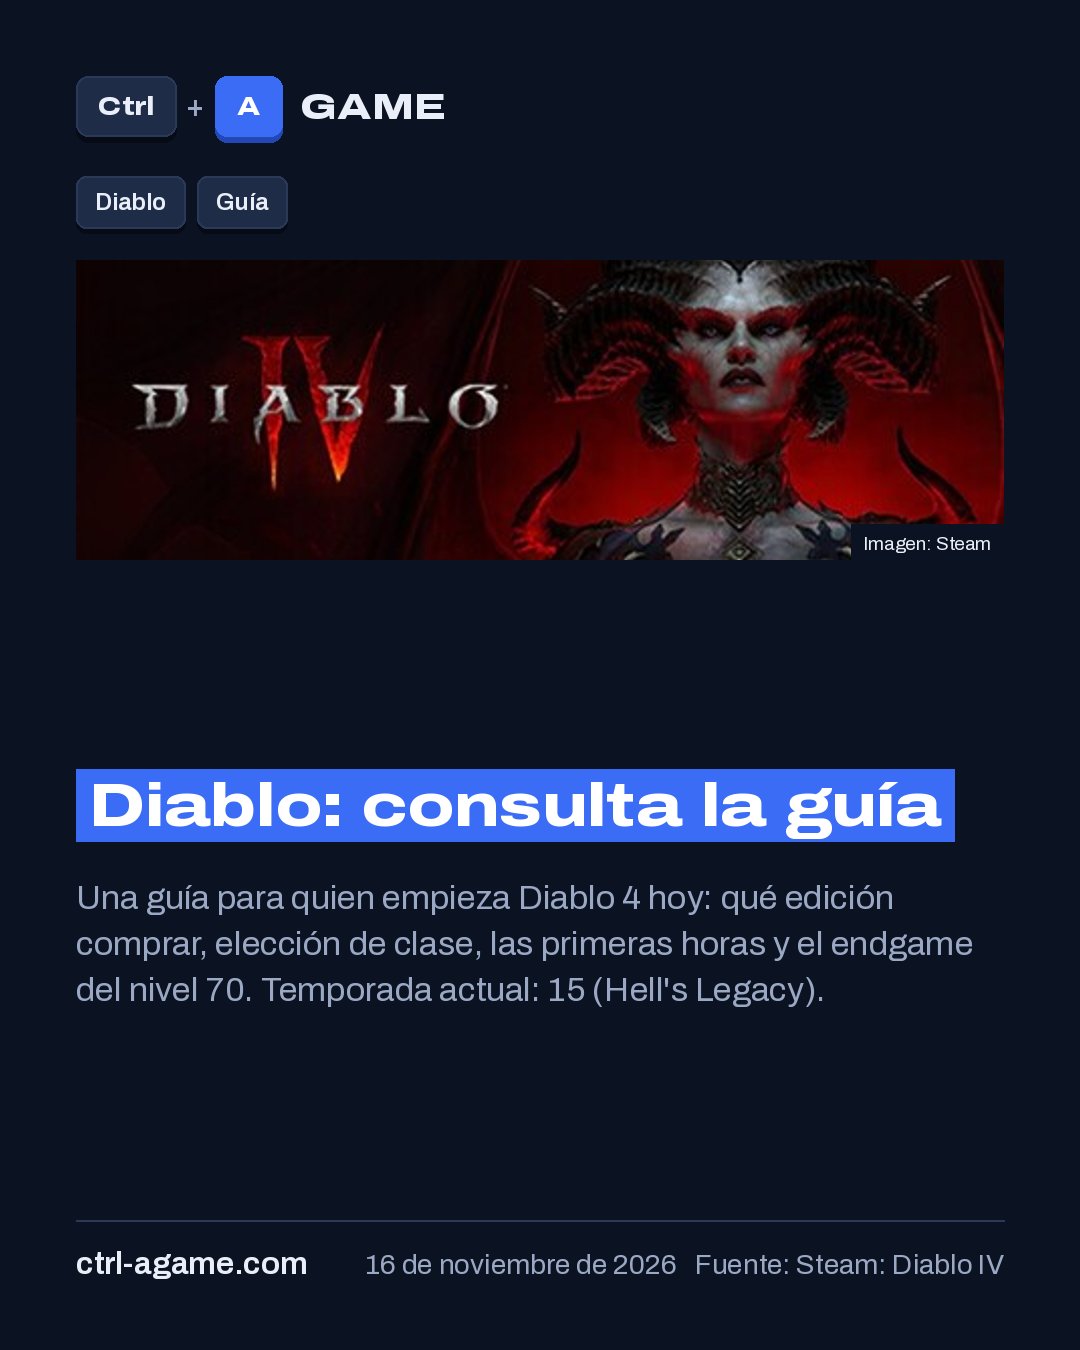 Ctrl + A GAME
Diablo Guía
DIABLO IV
Imagen: Steam
Diablo: consulta la guía
Una guía para quien empieza Diablo 4 hoy: qué edición
comprar, elección de clase, las primeras horas y el endgame
del nivel 70. Temporada actual: 15 (Hell's Legacy).
ctrl-agame.com 16 de noviembre de 2026 Fuente: Steam: Diablo IV